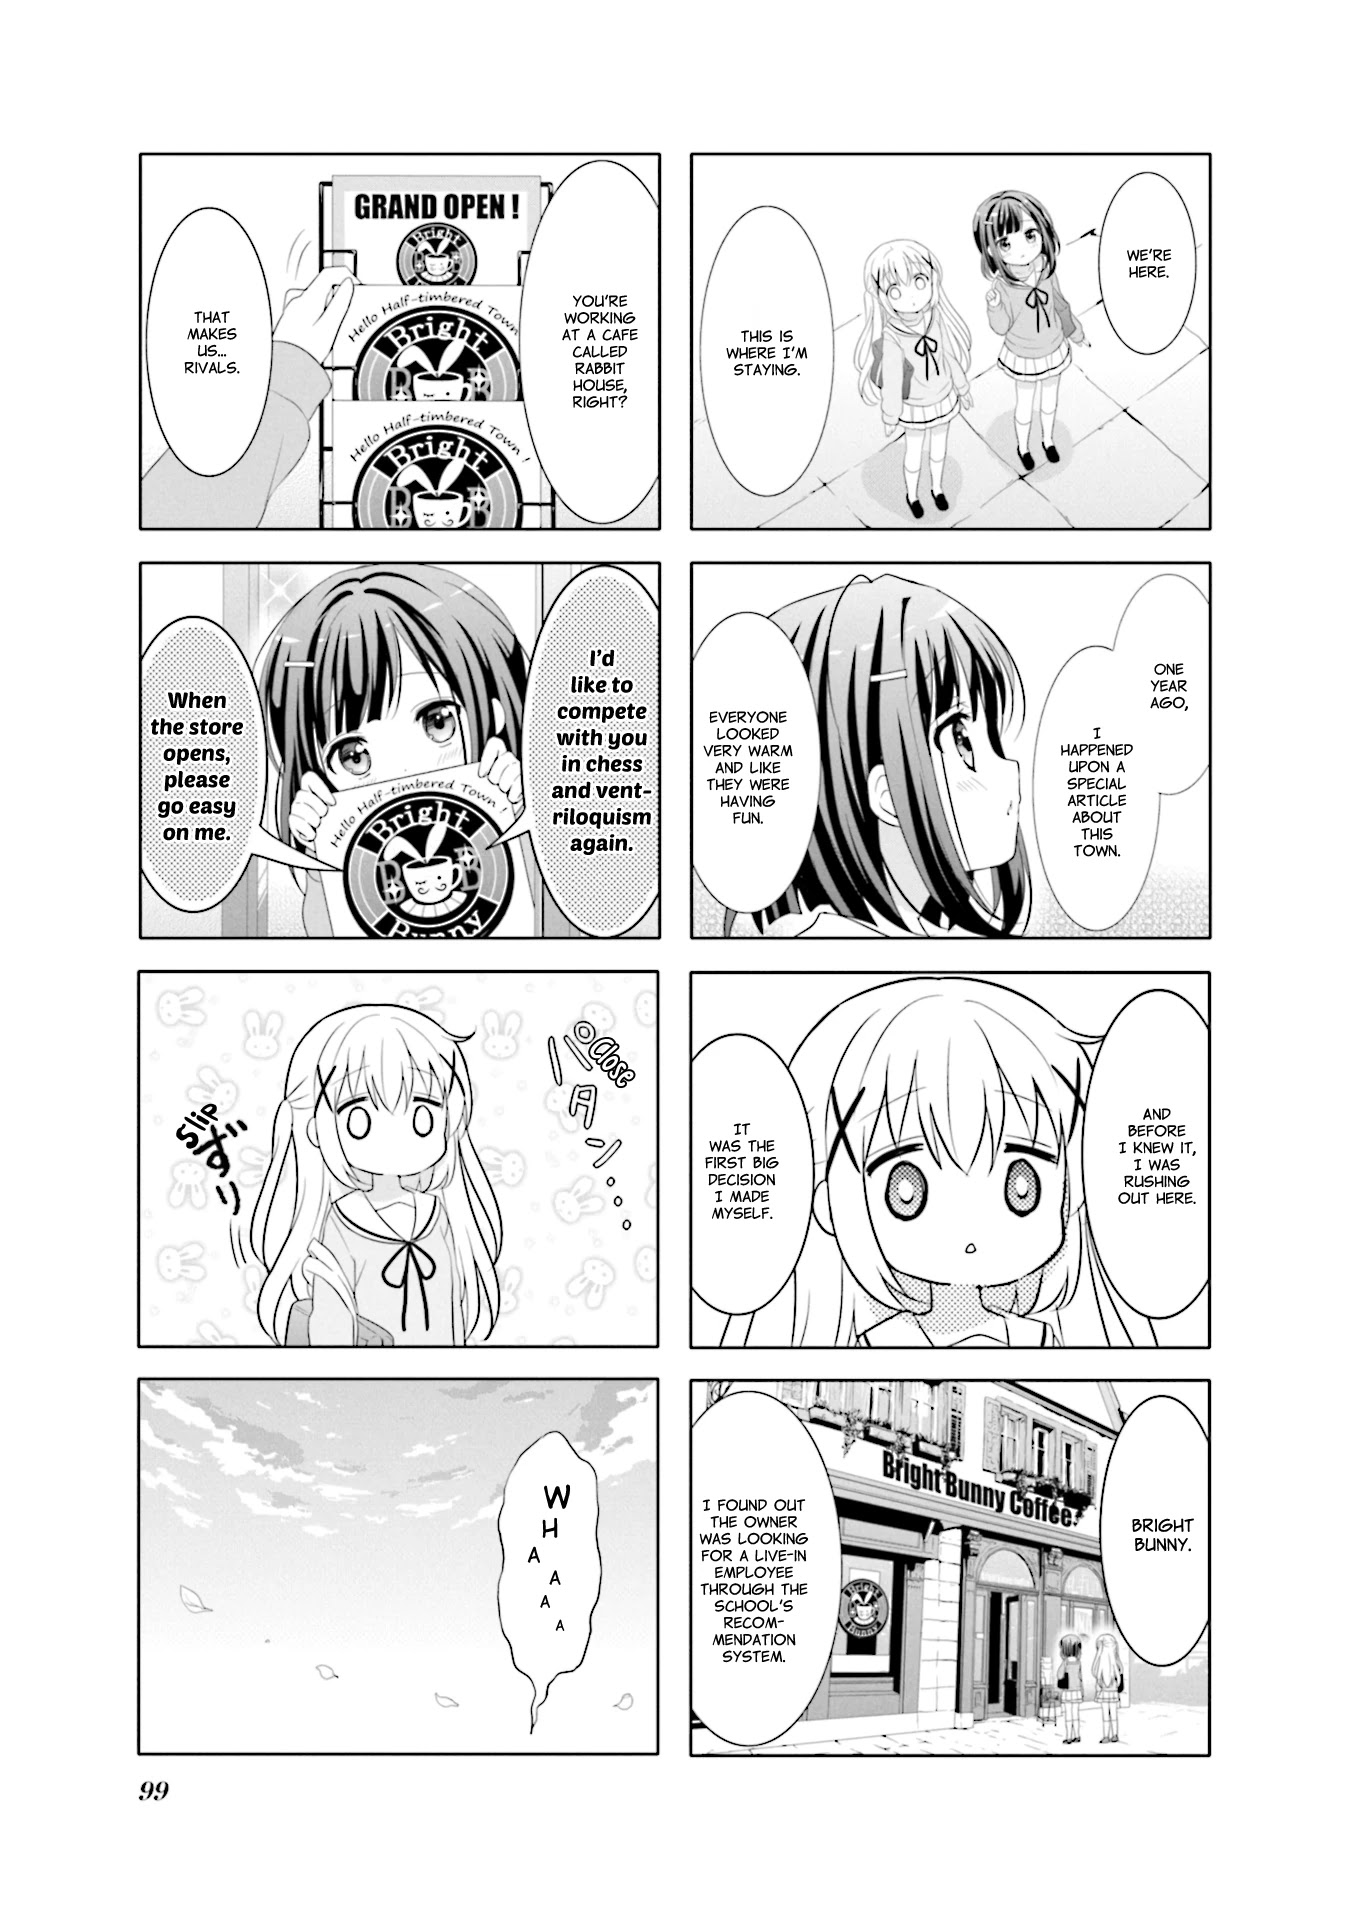 WE'RE
HERE.
THIS IS
WHERE I'M
STAYING.
ONE
YEAR
AGO,
I
HAPPENED
UPON A
SPECIAL
ARTICLE
ABOUT
THIS
TOWN.
EVERYONE
LOOKED
VERY WARM
AND LIKE
THEY WERE
HAVING
FUN.
AND
BEFORE
I KNEW IT,
I WAS
RUSHING
OUT HERE.
IT
WAS THE
FIRST BIG
DECISION
I MADE
MYSELF.
BRIGHT
BUNNY.
Bright Bunny Coffee
Bright
Bunny
I FOUND OUT
THE OWNER
WAS LOOKING
FOR A LIVE-IN
EMPLOYEE
THROUGH THE
SCHOOL'S
RECOM-
MENDATION
SYSTEM.
YOU'RE
WORKING
AT A CAFE
CALLED
RABBIT
HOUSE,
RIGHT?
GRAND OPEN!
Bright
Hello Half-timbered Town
Bright
B B
Hello Half-timbered Town!
Bright
B B
THAT
MAKES
US...
RIVALS.
I'd
like to
compete
with you
in chess
and vent-
riloquism
again.
Hello Half-timbered Town!
Bright
B B
Bunny
When
the store
opens,
please
go easy
on me.
Close
パターン...
Slip
ずり
WHAAAA
99